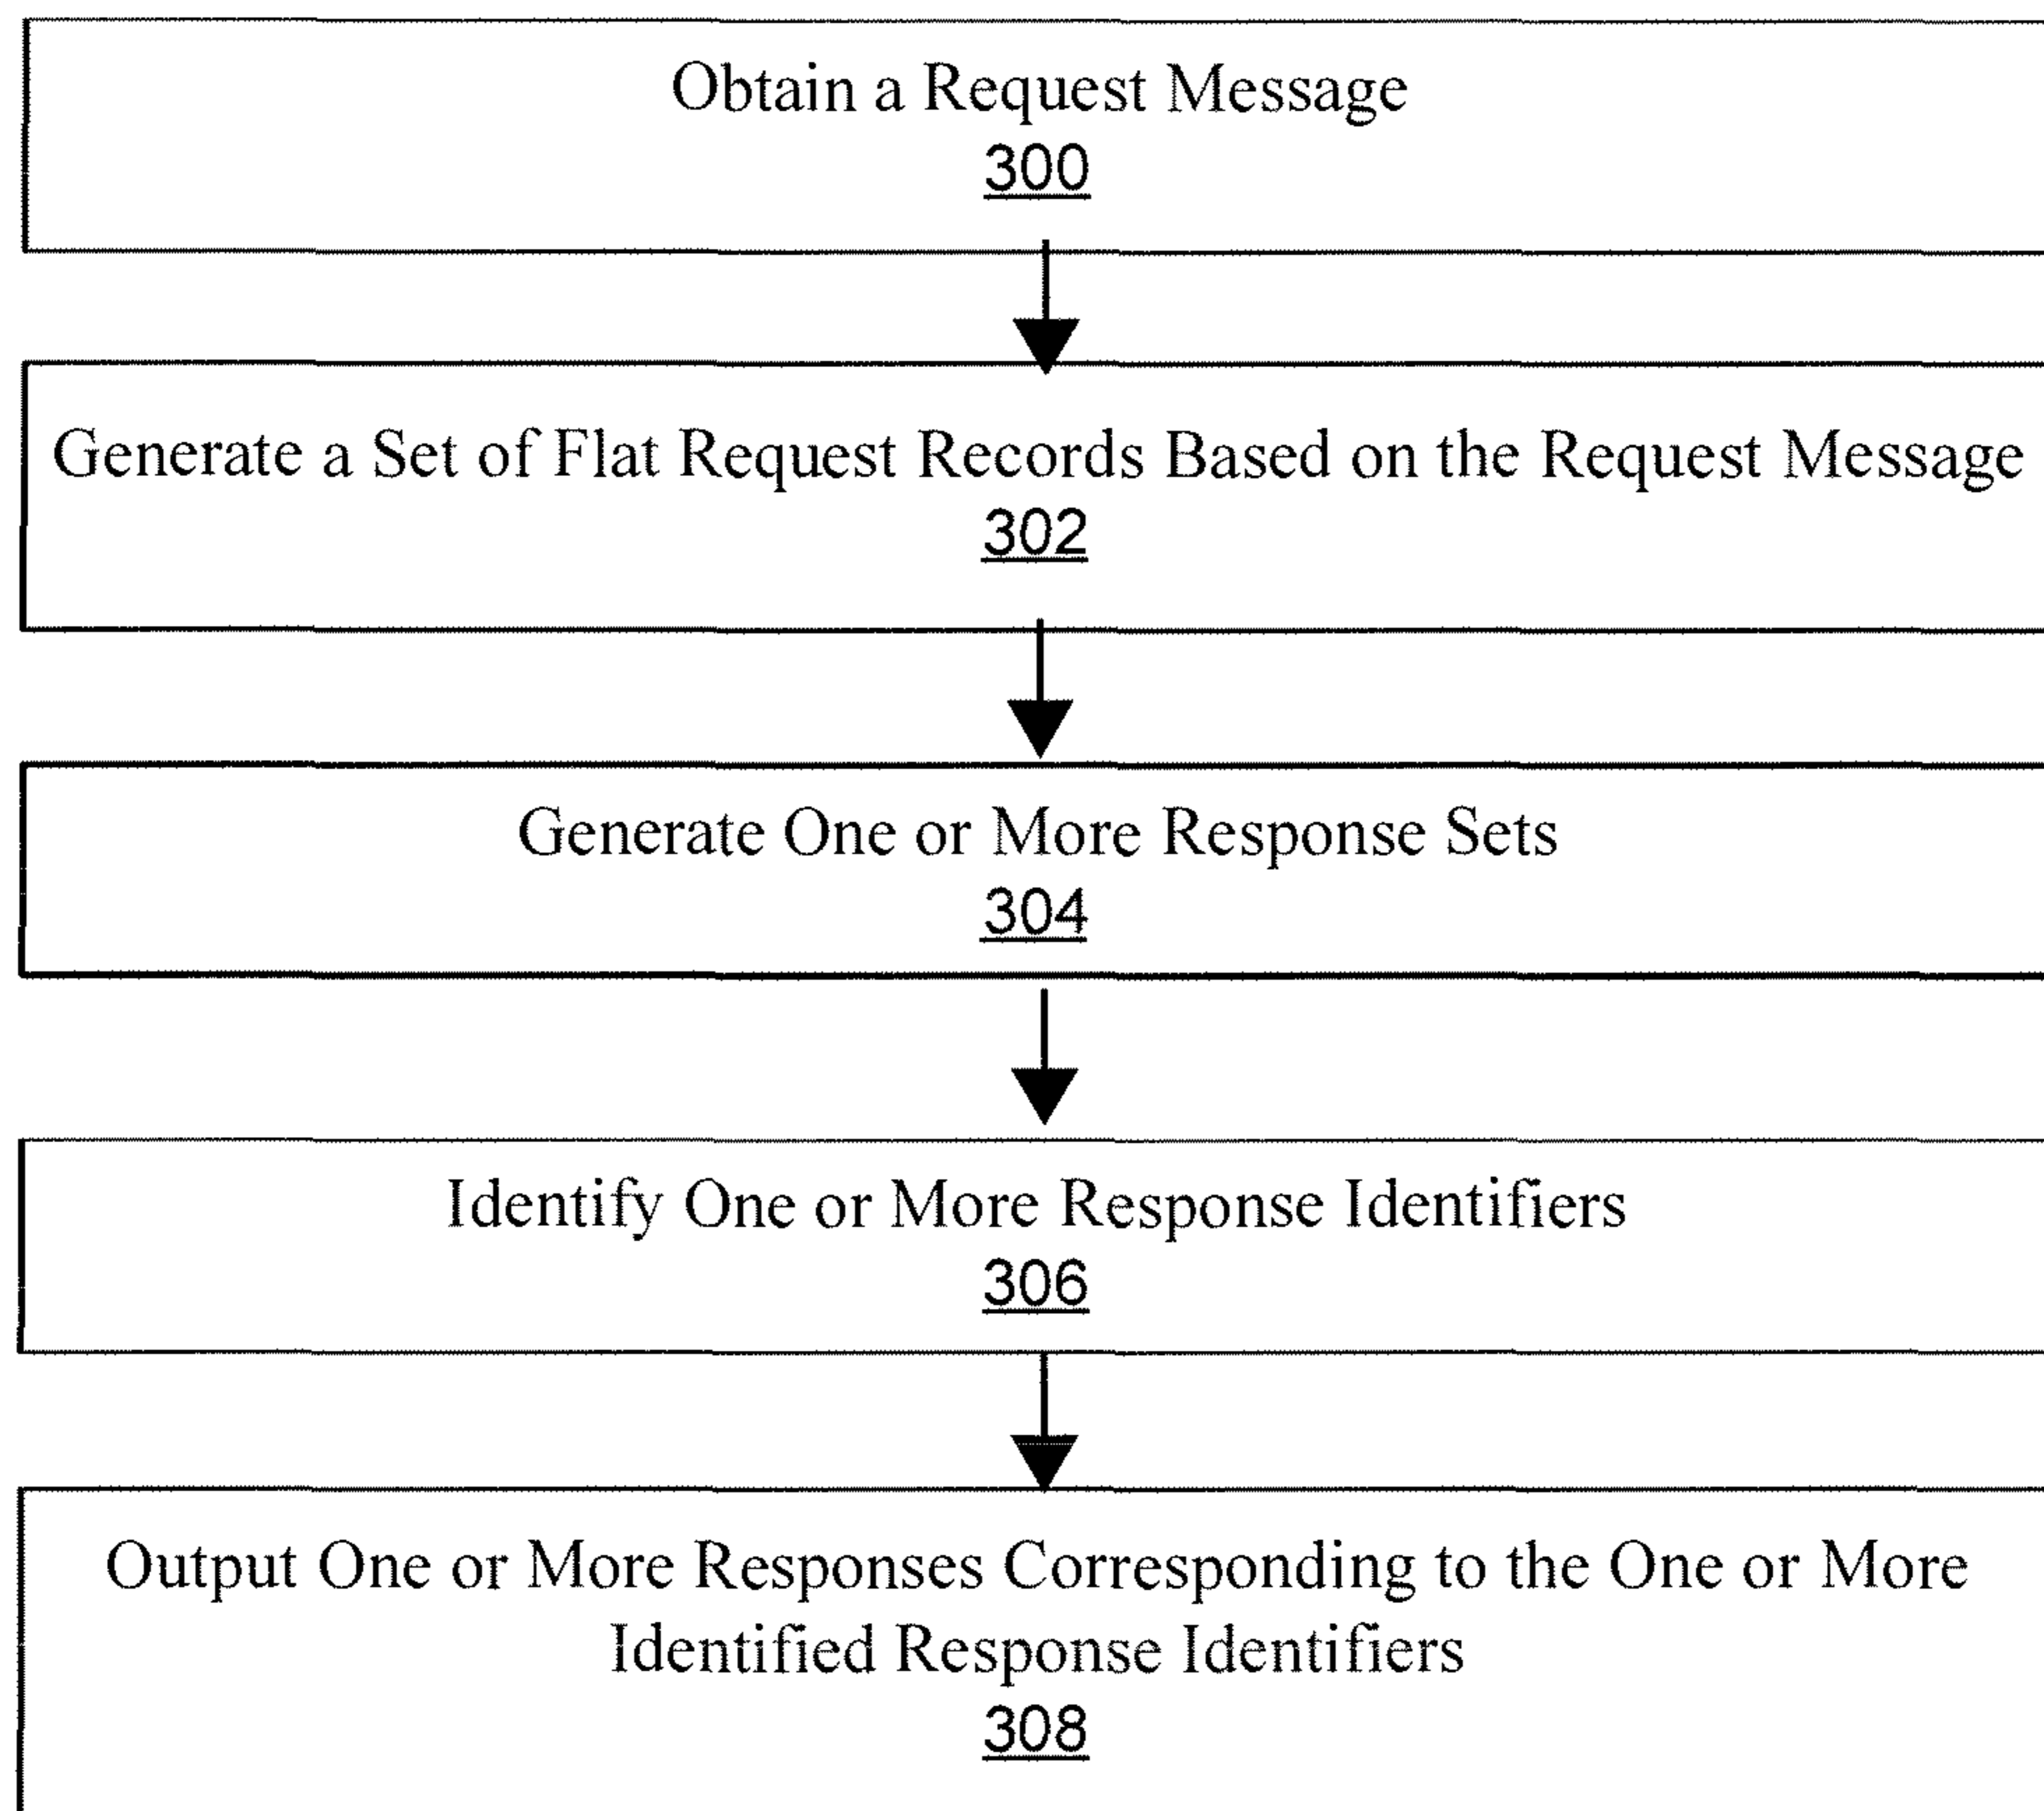 Obtain a Request Message
300
Generate a Set of Flat Request Records Based on the Request Message
302
Generate One or More Response Sets
304
Identify One or More Response Identifiers
306
Output One or More Responses Corresponding to the One or More
Identified Response Identifiers
308